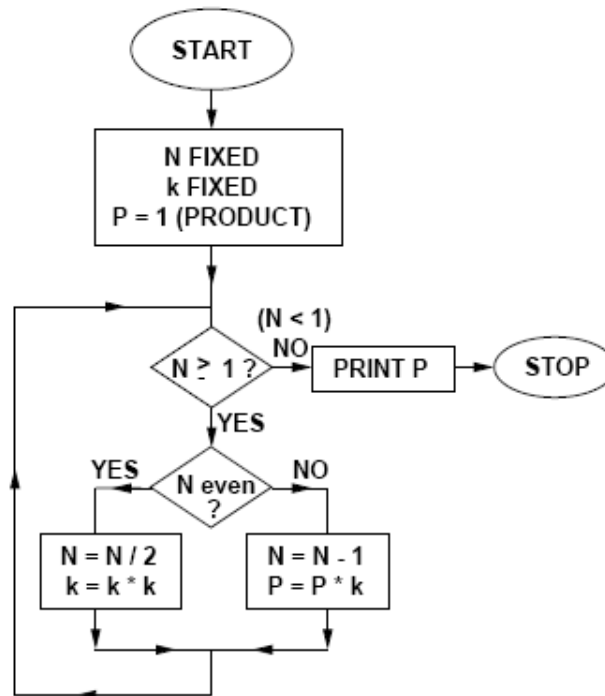 START
N FIXED
k FIXED
P = 1 (PRODUCT)
(N < 1)
N ≥ 1 ?
NO
PRINT P
STOP
YES
YES
N even
?
NO
N = N / 2
k = k * k
N = N - 1
P = P * k